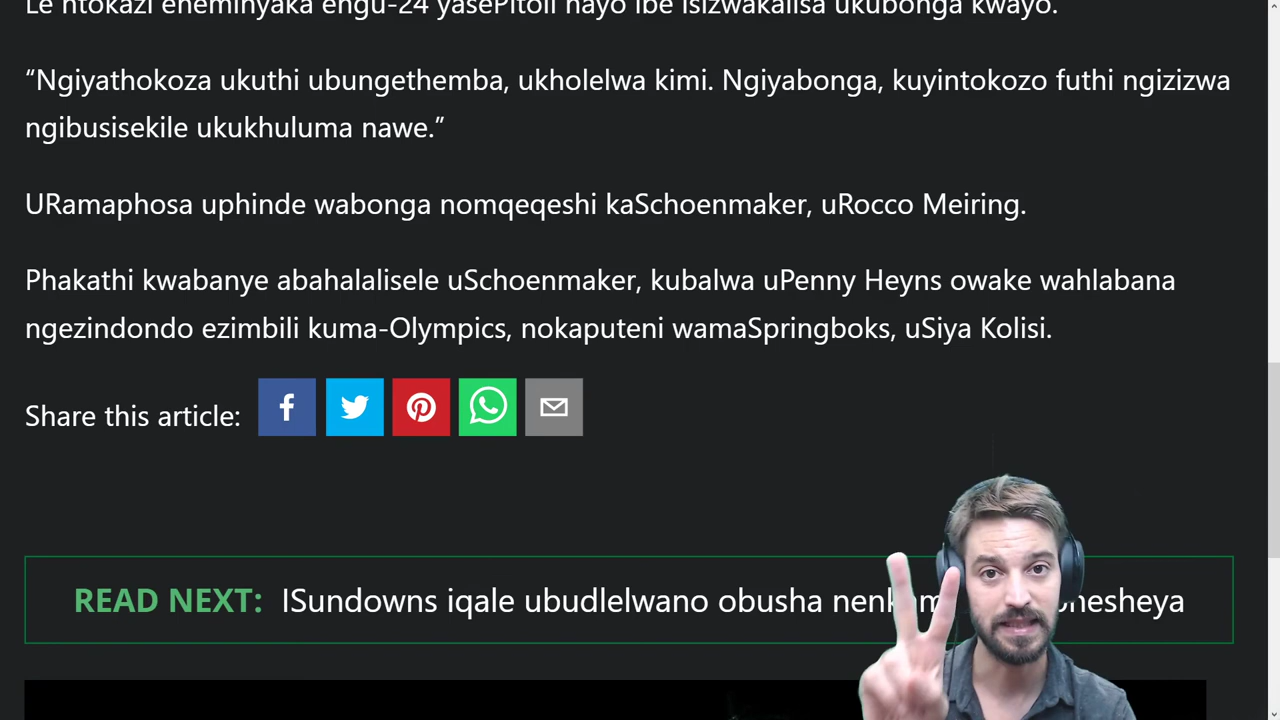 Le ntokazi eneminyaka engu-24 yasePitoli nayo ibe isizwakalisa ukubonga kwayo.
“Ngiyathokoza ukuthi ubungethemba, ukholelwa kimi. Ngiyabonga, kuyintokozo futhi ngizizwa
ngibusisekile ukukhuluma nawe.”
URamaphosa uphinde wabonga nomqeqeshi kaSchoenmaker, uRocco Meiring.
Phakathi kwabanye abahalalisele uSchoenmaker, kubalwa uPenny Heyns owake wahlabana
ngezindondo ezimbili kuma-Olympics, nokaputeni wamaSpringboks, uSiya Kolisi.
Share this article:
READ NEXT: ISundowns iqale ubudlelwano obusha